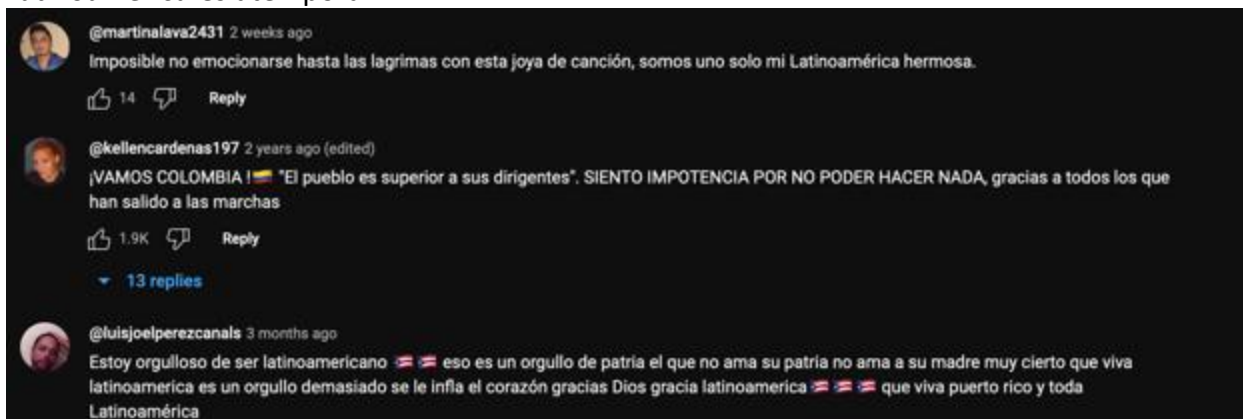 @martinalava2431 2 weeks ago
Imposible no emocionarse hasta las lagrimas con esta joya de canción, somos uno solo mi Latinoamérica hermosa.
14 Reply
@kellencardenas197 2 years ago (edited)
¡VAMOS COLOMBIA !🇨🇴 "El pueblo es superior a sus dirigentes". SIENTO IMPOTENCIA POR NO PODER HACER NADA, gracias a todos los que
han salido a las marchas
1.9K Reply
13 replies
@luisjoelperezcanals 3 months ago
Estoy orgulloso de ser latinoamericano 🇵🇷 🇵🇷 eso es un orgullo de patria el que no ama su patria no ama a su madre muy cierto que viva
latinoamerica es un orgullo demasiado se le infla el corazón gracias Dios gracia latinoamerica 🇵🇷 🇵🇷 🇵🇷 que viva puerto rico y toda
Latinoamérica